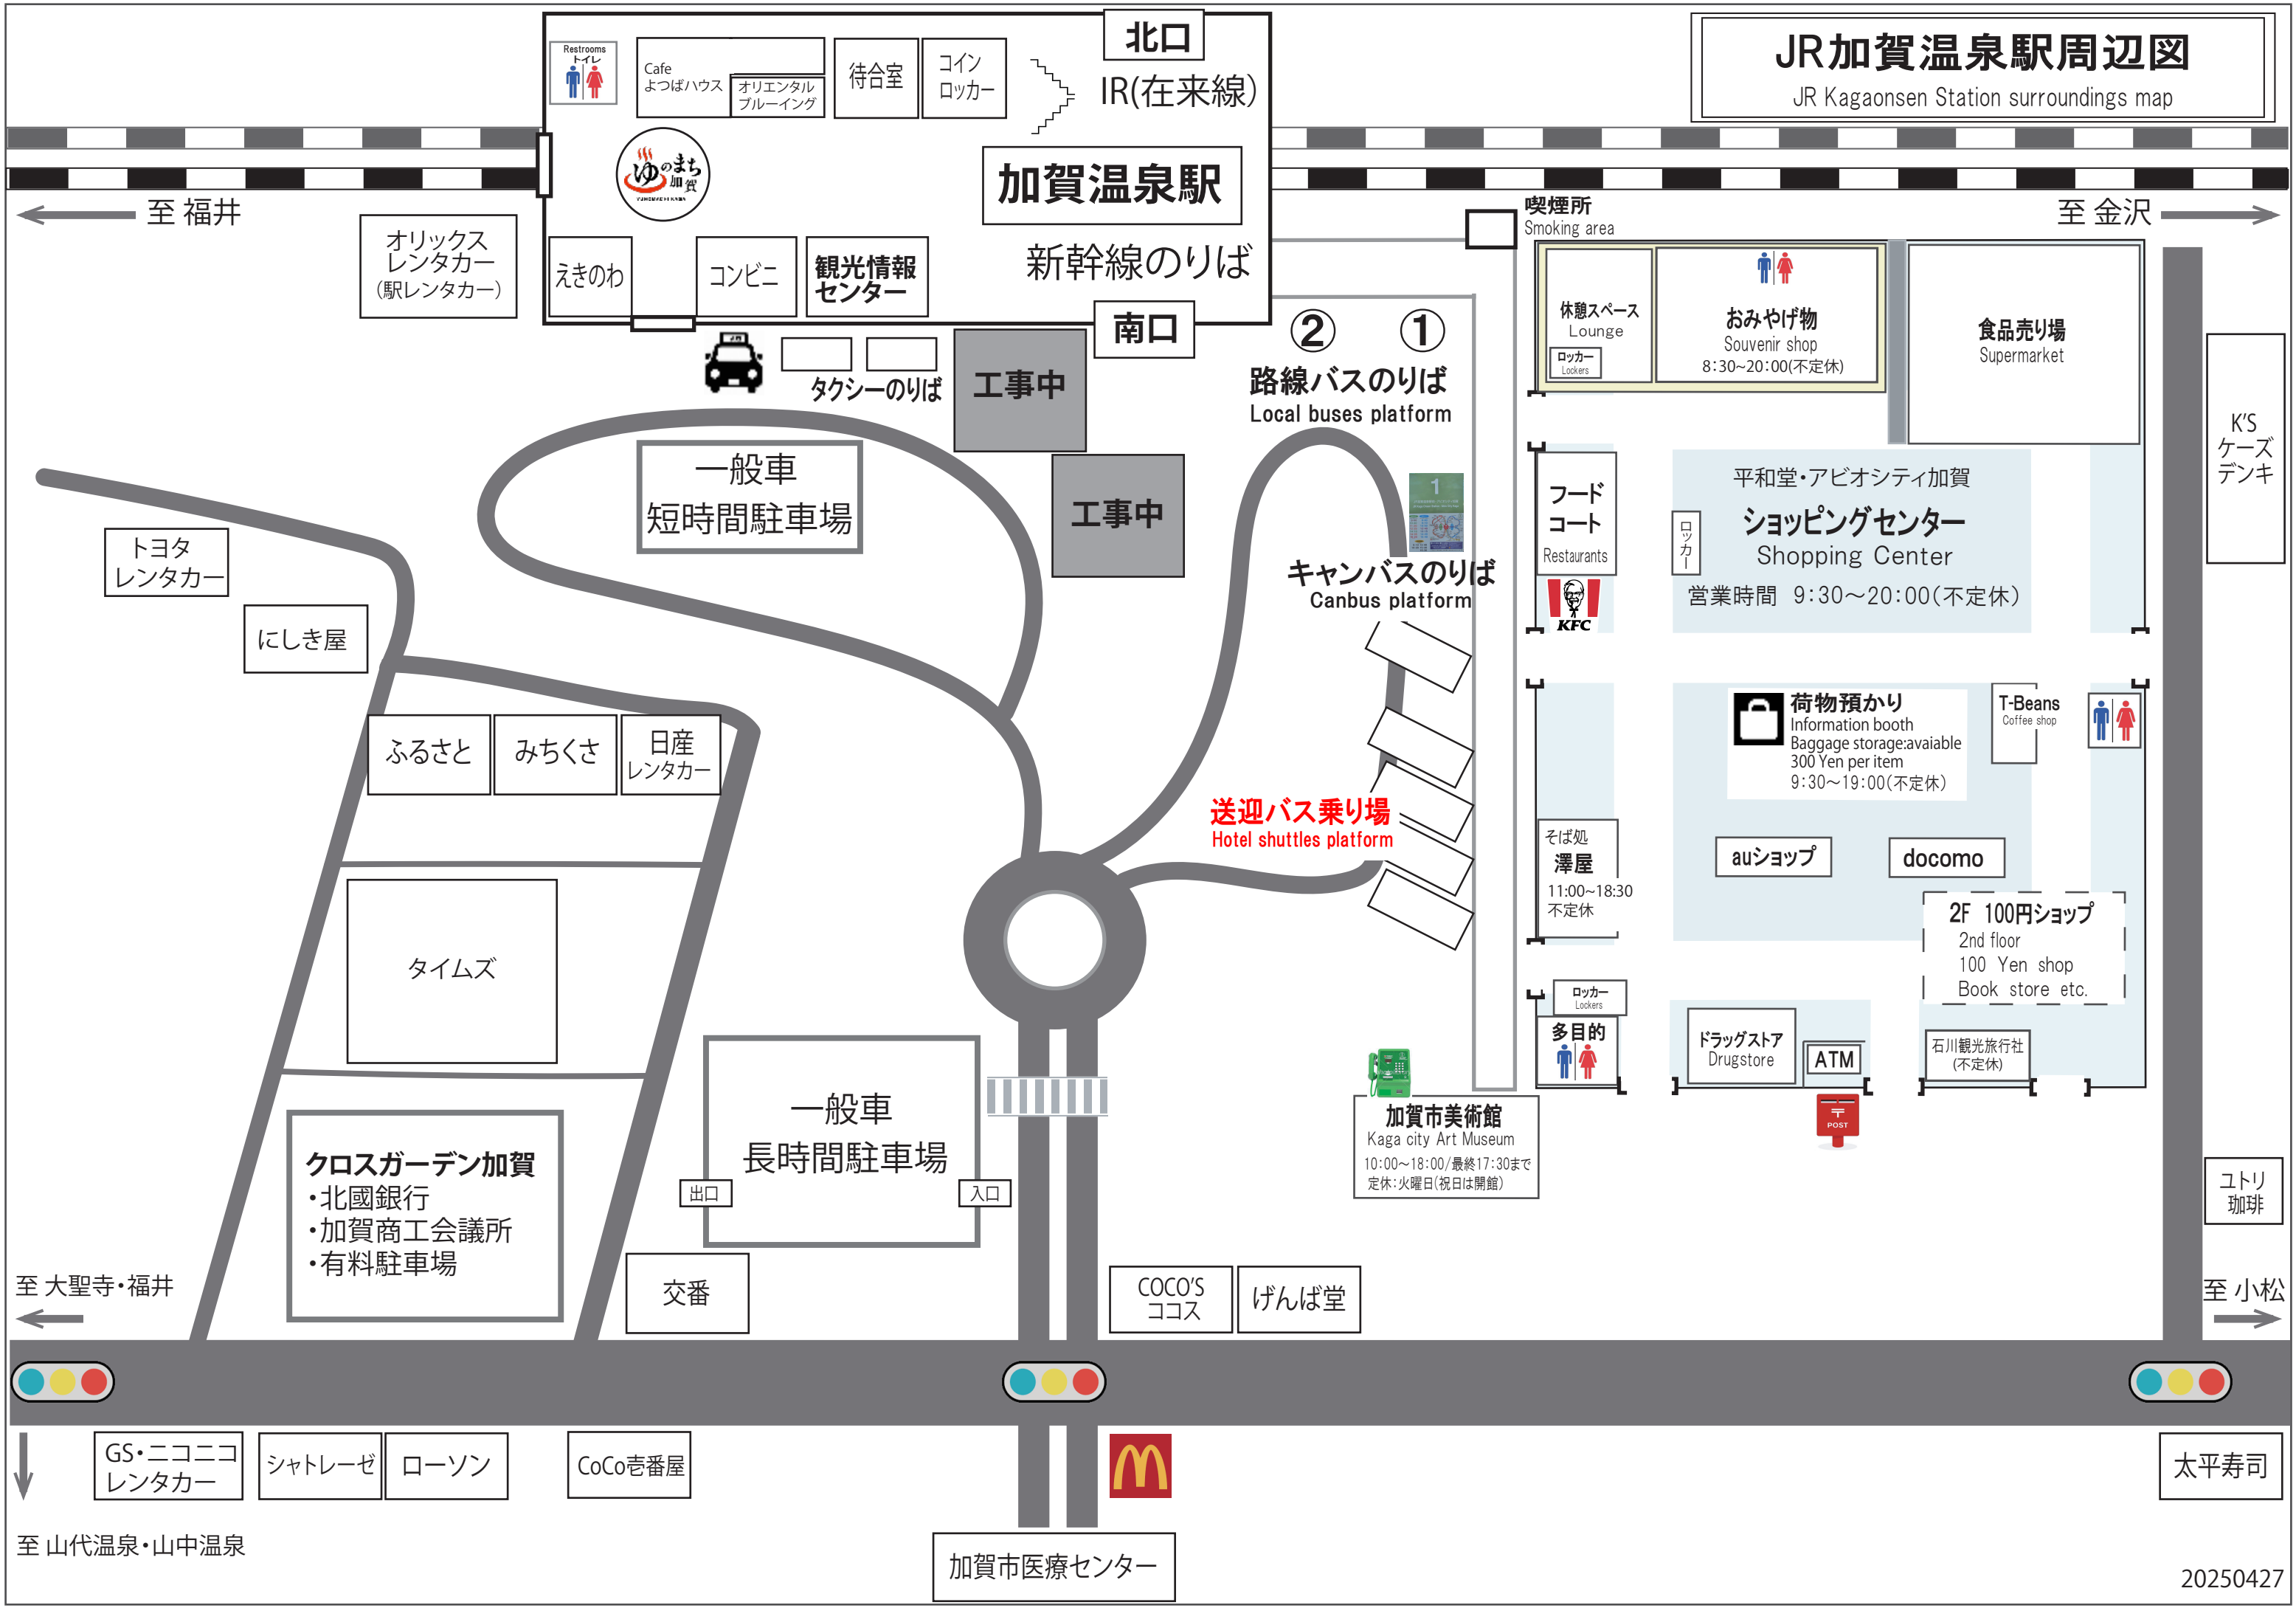 JR加賀温泉駅周辺図
JR Kagaonsen Station surroundings map
北口
Restrooms
トイレ
Cafe
よつばハウス
オリエンタル
ブルーイング
待合室
コイン
ロッカー
IR(在来線)
ゆのまち
加賀
加賀温泉駅
新幹線のりば
えきのわ
コンビニ
観光情報
センター
南口
至 福井
至 金沢
オリックス
レンタカー
(駅レンタカー)
喫煙所
Smoking area
休憩スペース
Lounge
ロッカー
Lockers
おみやげ物
Souvenir shop
8:30~20:00(不定休)
食品売り場
Supermarket
K'S
ケーズ
デンキ
タクシーのりば
工事中
工事中
② ①
路線バスのりば
Local buses platform
一般車
短時間駐車場
1
キャンバスのりば
Canbus platform
フード
コート
Restaurants
KFC
ロッカー
平和堂・アビオシティ加賀
ショッピングセンター
Shopping Center
営業時間 9:30～20:00(不定休)
トヨタ
レンタカー
にしき屋
ふるさと
みちくさ
日産
レンタカー
荷物預かり
Information booth
Baggage storage:avaiable
300 Yen per item
9:30～19:00(不定休)
T-Beans
Coffee shop
送迎バス乗り場
Hotel shuttles platform
そば処
澤屋
11:00~18:30
不定休
auショップ
docomo
2F 100円ショップ
2nd floor
100 Yen shop
Book store etc.
タイムズ
ロッカー
Lockers
多目的
ドラッグストア
Drugstore
ATM
石川観光旅行社
(不定休)
〒
POST
加賀市美術館
Kaga city Art Museum
10:00～18:00/最終17:30まで
定休:火曜日(祝日は開館)
一般車
長時間駐車場
出口
入口
クロスガーデン加賀
・北國銀行
・加賀商工会議所
・有料駐車場
ユトリ
珈琲
交番
COCO'S
ココス
げんば堂
至 大聖寺・福井
至 小松
GS・ニコニコ
レンタカー
シャトレーゼ
ローソン
CoCo壱番屋
太平寿司
至 山代温泉・山中温泉
加賀市医療センター
20250427